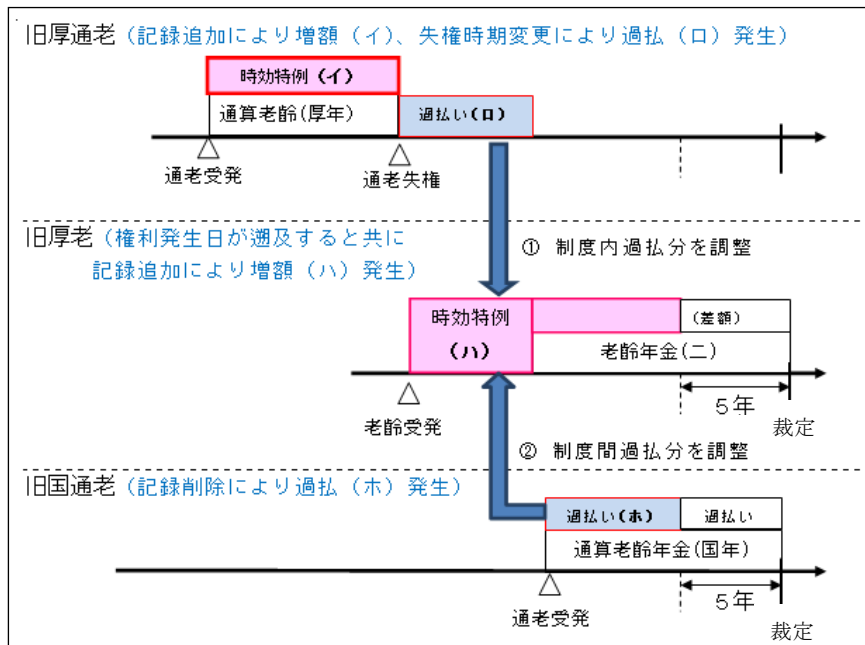 旧厚通老（記録追加により増額（イ）、失権時期変更により過払（ロ）発生）
時効特例（イ）
通算老齢(厚年)
過払い(ロ)
通老受発
通老失権
旧厚老（権利発生日が遡及すると共に
記録追加により増額（ハ）発生）
① 制度内過払分を調整
時効特例
（ハ）
（差額）
老齢年金(二)
老齢受発
５年
裁定
② 制度間過払分を調整
旧国通老（記録削除により過払（ホ）発生）
過払い(ホ)
過払い
通算老齢年金(国年)
通老受発
５年
裁定